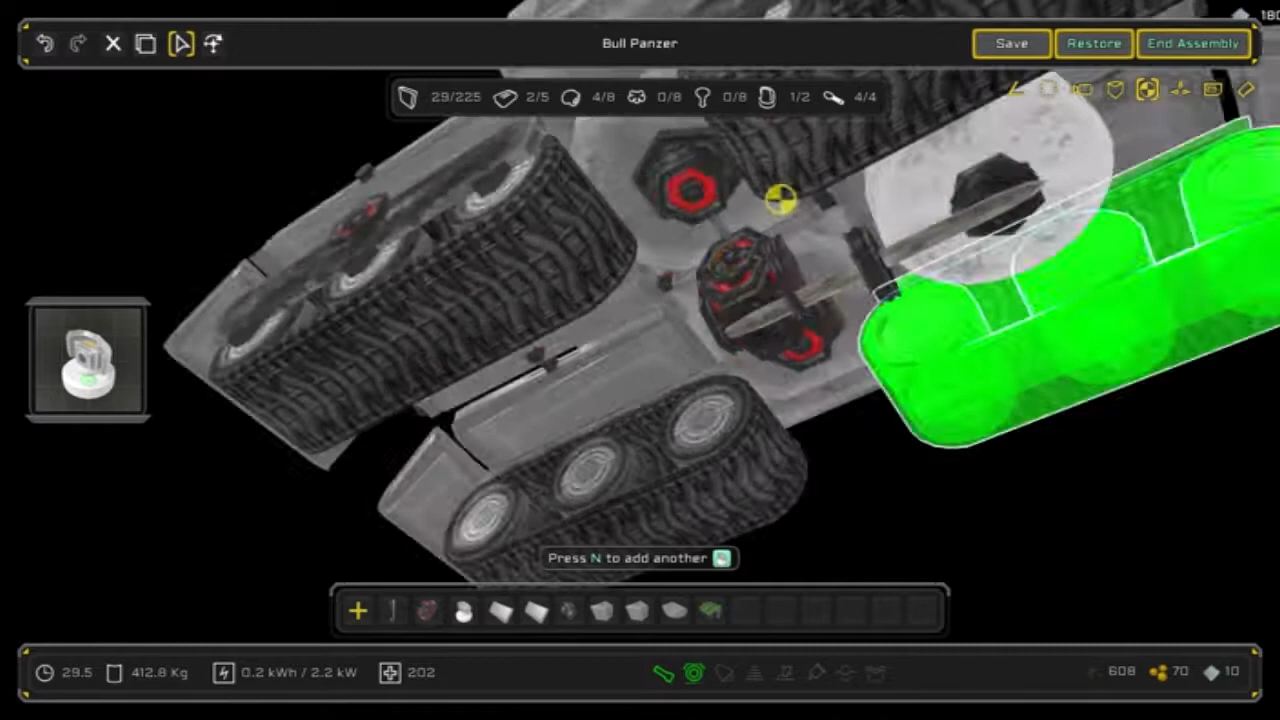 180
Bull Panzer
Save
Restore
End Assembly
29/225
2/5
4/8
0/8
0/8
1/2
4/4
Press N to add another
29.5
412.8 Kg
0.2 kWh / 2.2 kW
202
608
70
10